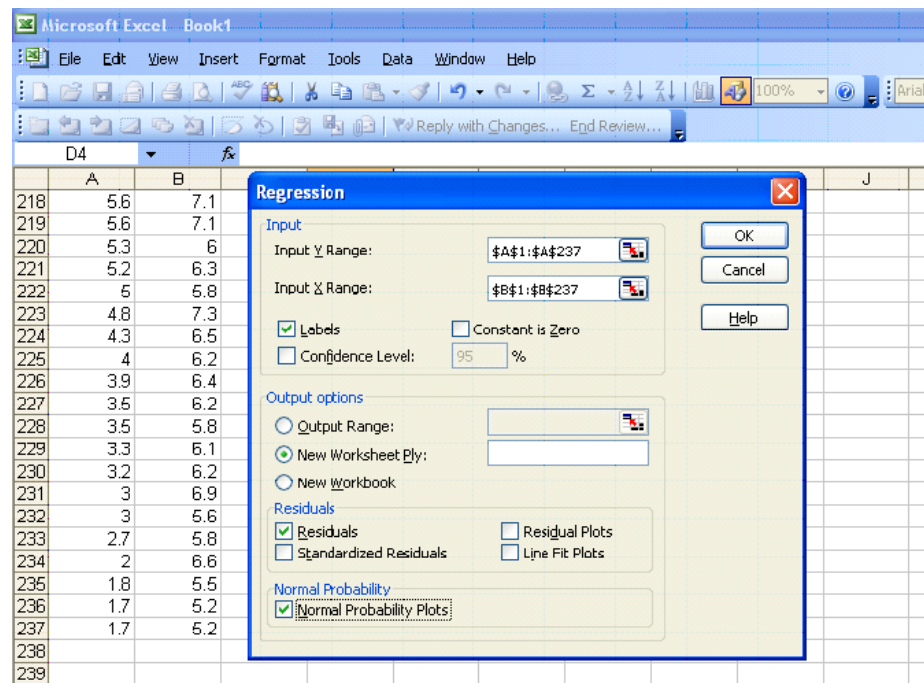 Microsoft Excel - Book1
File Edit View Insert Format Tools Data Window Help
100% Arial
Reply with Changes... End Review...
D4 fx
A B J
218 5.6 7.1
219 5.6 7.1
220 5.3 6
221 5.2 6.3
222 5 5.8
223 4.8 7.3
224 4.3 6.5
225 4 6.2
226 3.9 6.4
227 3.5 6.2
228 3.5 5.8
229 3.3 6.1
230 3.2 6.2
231 3 6.9
232 3 5.6
233 2.7 5.8
234 2 6.6
235 1.8 5.5
236 1.7 5.2
237 1.7 5.2
238
239
Regression
Input
Input Y Range: $A$1:$A$237
Input X Range: $B$1:$B$237
Labels Constant is Zero
Confidence Level: 95 %
Output options
Output Range:
New Worksheet Ply:
New Workbook
Residuals
Residuals Residual Plots
Standardized Residuals Line Fit Plots
Normal Probability
Normal Probability Plots
OK
Cancel
Help